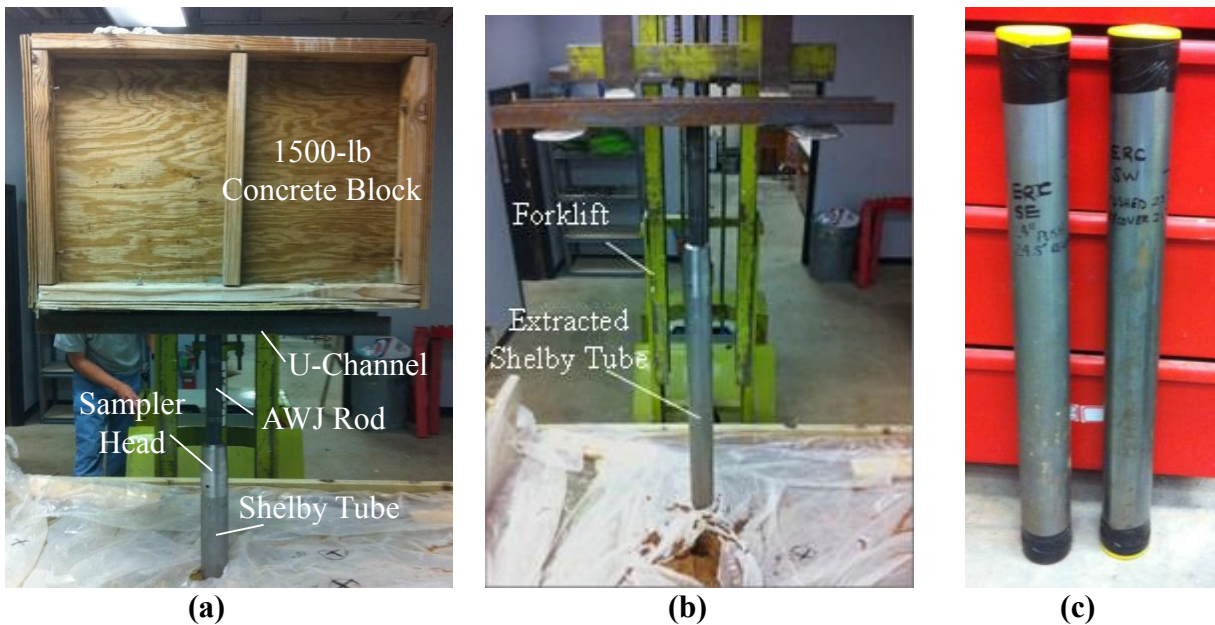 1500-lb
Concrete Block
U-Channel
Sampler
Head
AWJ Rod
Shelby Tube
(a)
Forklift
Extracted
Shelby Tube
(b)
ERC
SE
ERC
SW
(c)